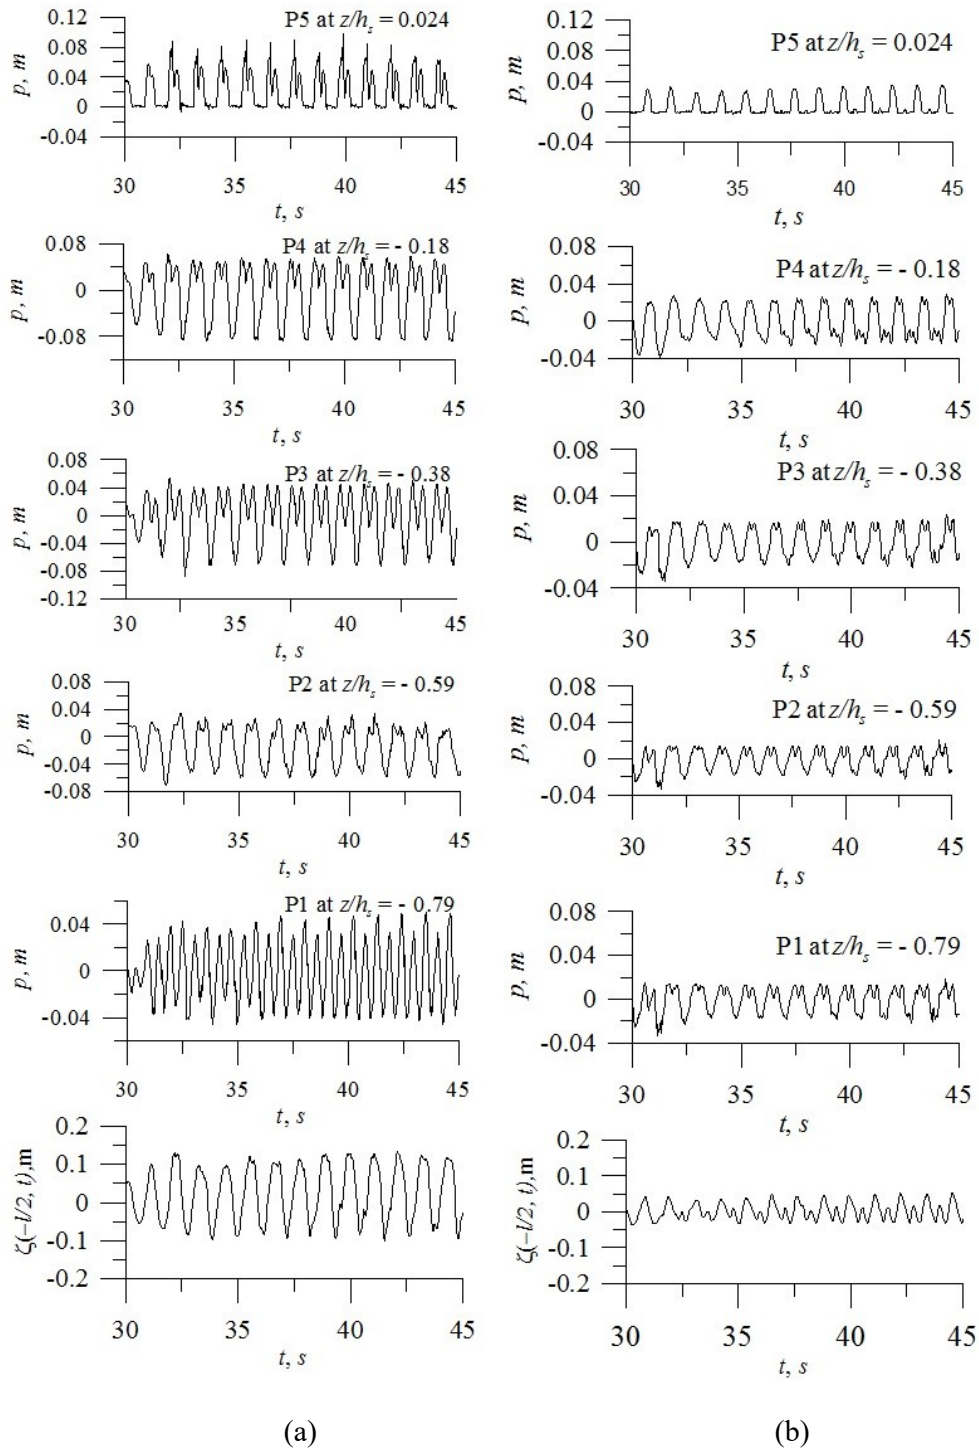 P5 at z/hs = 0.024
0.12
0.08
0.04
0
-0.04
p, m
30 35 40 45
t, s
P4 at z/hs = - 0.18
0.08
0
-0.08
p, m
30 35 40 45
t, s
P3 at z/hs = - 0.38
0.08
0.04
0
-0.04
-0.08
-0.12
p, m
30 35 40 45
t, s
P2 at z/hs = - 0.59
0.08
0.04
0
-0.04
-0.08
p, m
30 35 40 45
t, s
P1 at z/hs = - 0.79
0.04
0
-0.04
p, m
30 35 40 45
t, s
0.2
0.1
0
-0.1
-0.2
ζ(−l/2, t),m
30 35 40 45
t, s
(a)
P5 at z/hs = 0.024
0.12
0.08
0.04
0
-0.04
p, m
30 35 40 45
t, s
P4 at z/hs = - 0.18
0.08
0.04
0
-0.04
p, m
30 35 40 45
t, s
P3 at z/hs = - 0.38
0.08
0.04
0
-0.04
p, m
30 35 40 45
t, s
P2 at z/hs = - 0.59
0.08
0.04
0
-0.04
p, m
30 35 40 45
t, s
P1 at z/hs = - 0.79
0.08
0.04
0
-0.04
p, m
30 35 40 45
t, s
0.2
0.1
0
-0.1
-0.2
ζ(−l/2, t),m
30 35 40 45
t, s
(b)